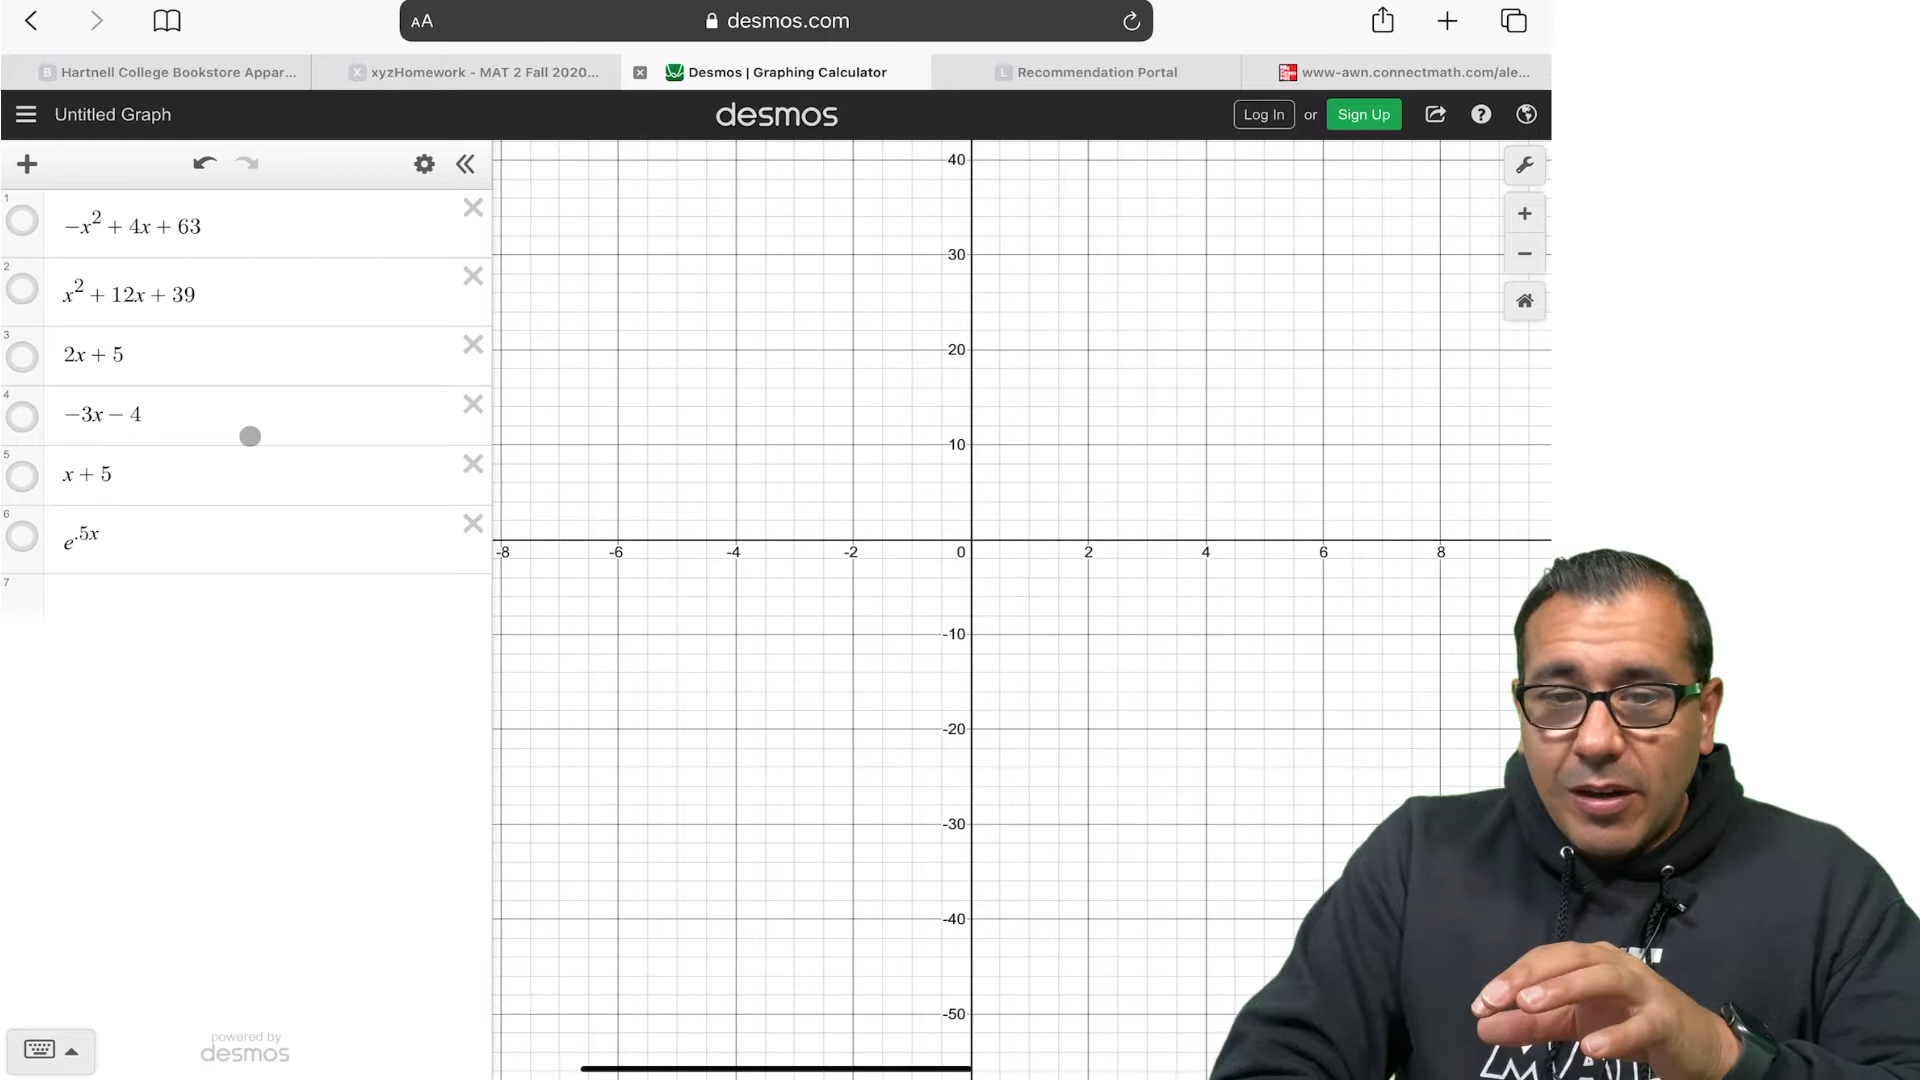 AA
desmos.com
Hartnell College Bookstore Appar...
xyzHomework - MAT 2 Fall 2020...
Desmos | Graphing Calculator
Recommendation Portal
www-awn.connectmath.com/ale...
Untitled Graph
desmos
Log In or Sign Up
1 −x² + 4x + 63
2 x² + 12x + 39
3 2x + 5
4 −3x − 4
5 x + 5
6 e^.5x
7
40
30
20
10
-8 -6 -4 -2 0 2 4 6 8
-10
-20
-30
-40
-50
powered by
desmos